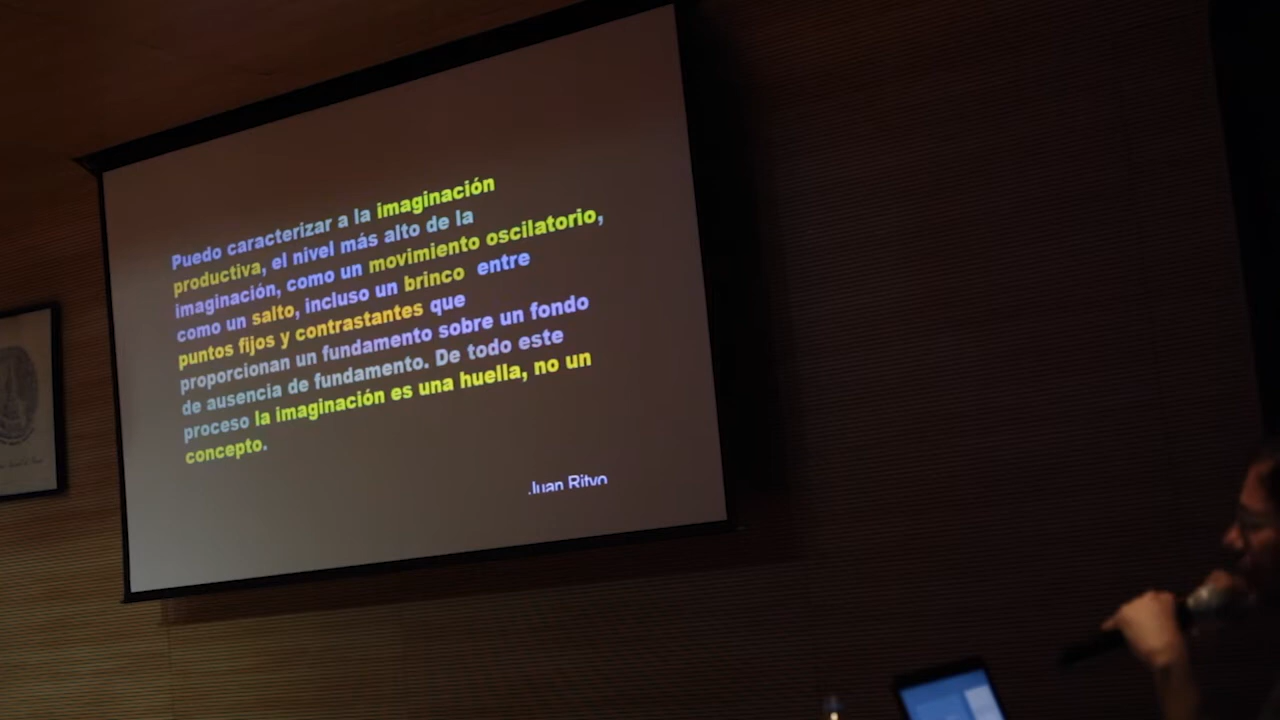 Puedo caracterizar a la imaginación
productiva, el nivel más alto de la
imaginación, como un movimiento oscilatorio,
como un salto, incluso un brinco entre
puntos fijos y contrastantes que
proporcionan un fundamento sobre un fondo
de ausencia de fundamento. De todo este
proceso la imaginación es una huella, no un
concepto.
Juan Ritvo